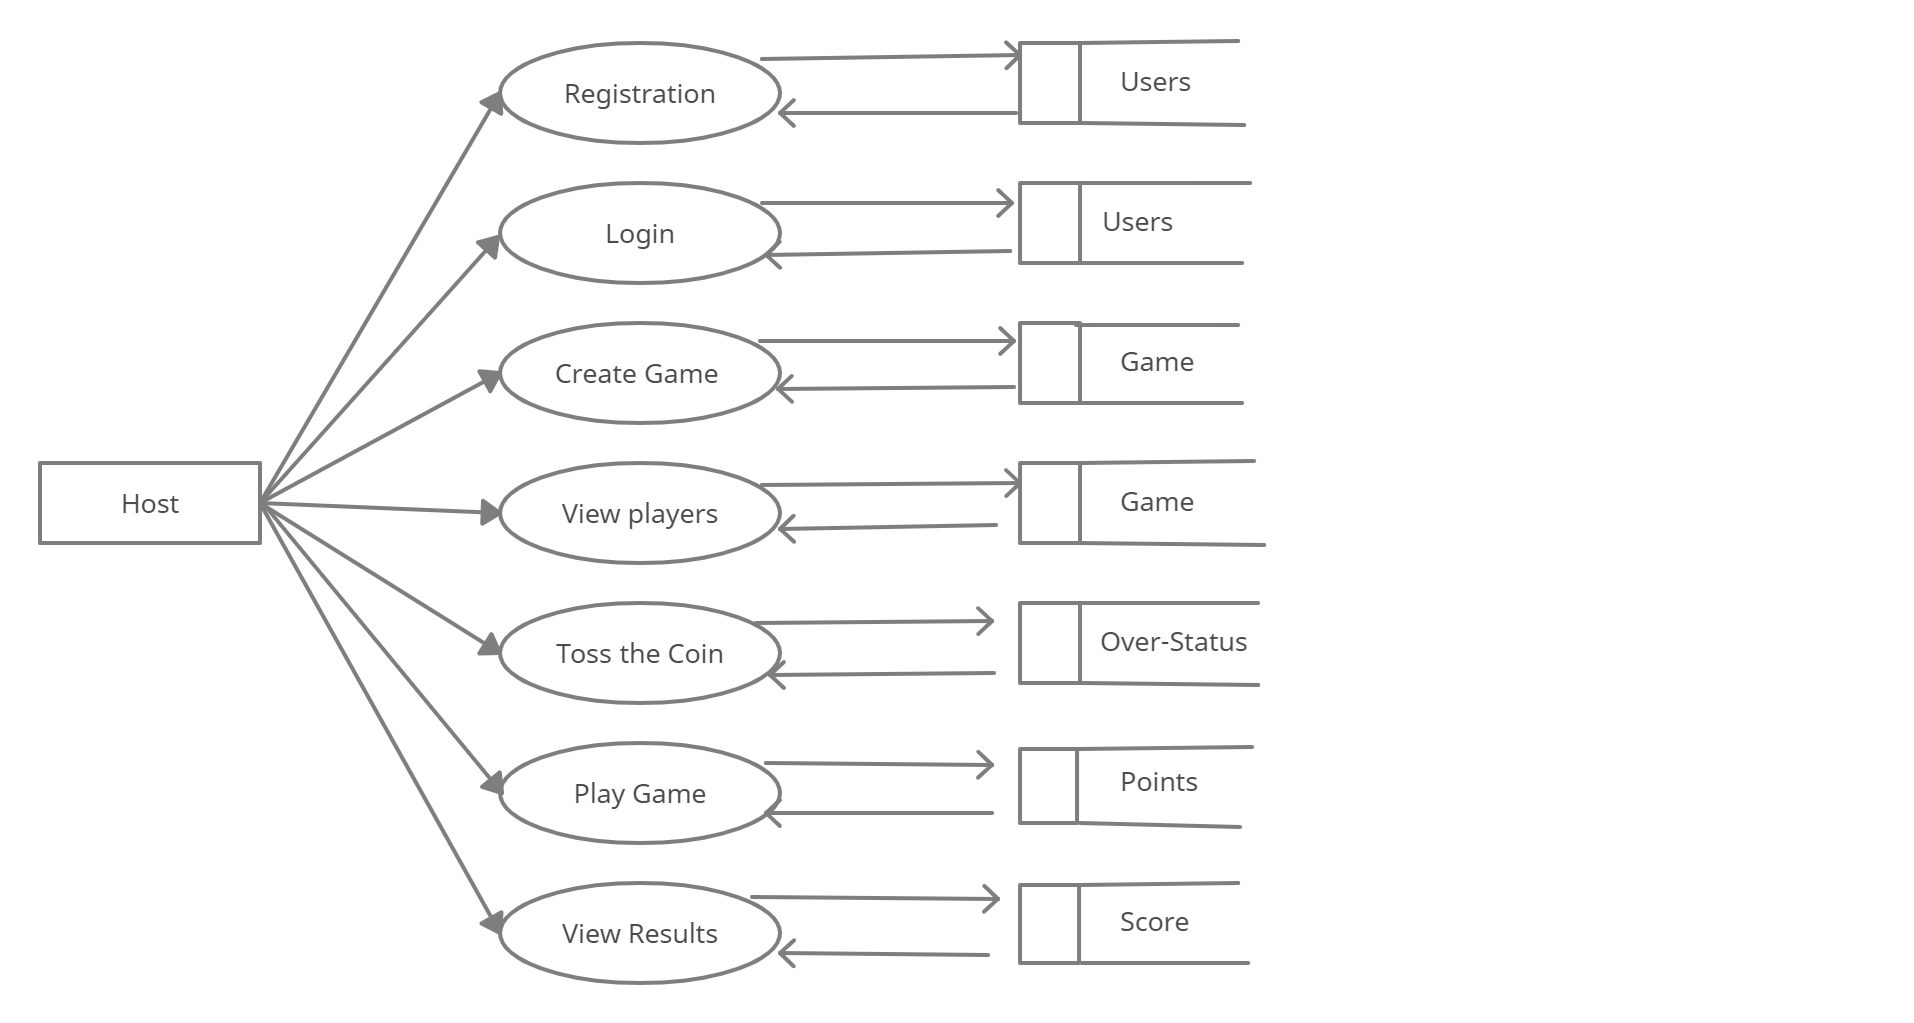 Registration
Users
Login
Users
Create Game
Game
Host
View players
Game
Toss the Coin
Over-Status
Play Game
Points
View Results
Score